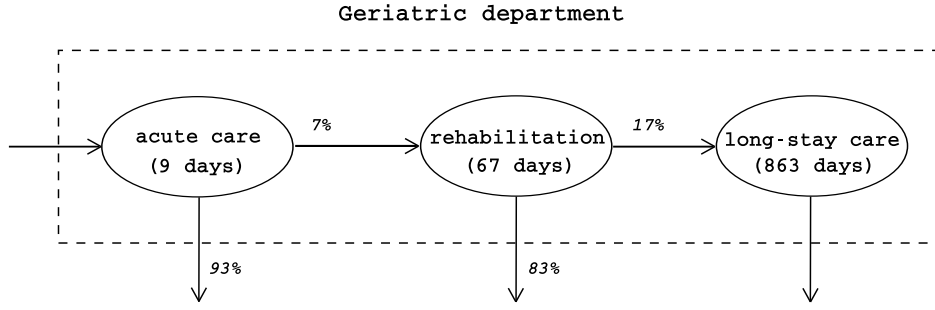 Geriatric department
acute care
(9 days)
7%
rehabilitation
(67 days)
17%
long-stay care
(863 days)
93%
83%